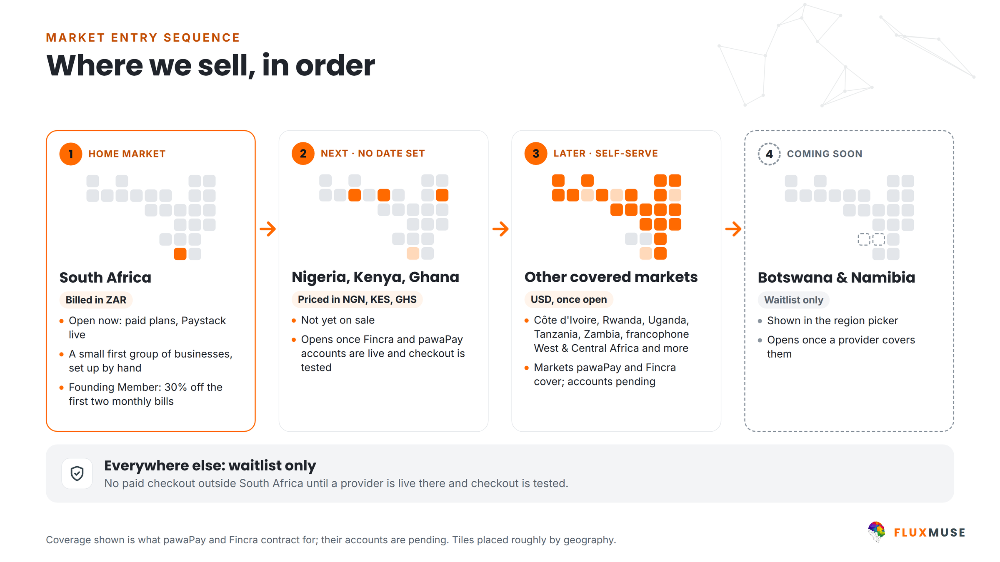 MARKET ENTRY SEQUENCE
Where we sell, in order
1 HOME MARKET
South Africa
Billed in ZAR
Open now: paid plans, Paystack
live
A small first group of businesses,
set up by hand
Founding Member: 30% off the
first two monthly bills
2 NEXT · NO DATE SET
Nigeria, Kenya, Ghana
Priced in NGN, KES, GHS
Not yet on sale
Opens once Fincra and pawaPay
accounts are live and checkout is
tested
3 LATER · SELF-SERVE
Other covered markets
USD, once open
Côte d'Ivoire, Rwanda, Uganda,
Tanzania, Zambia, francophone
West & Central Africa and more
Markets pawaPay and Fincra
cover; accounts pending
4 COMING SOON
Botswana & Namibia
Waitlist only
Shown in the region picker
Opens once a provider covers
them
Everywhere else: waitlist only
No paid checkout outside South Africa until a provider is live there and checkout is tested.
Coverage shown is what pawaPay and Fincra contract for; their accounts are pending. Tiles placed roughly by geography.
FLUXMUSE